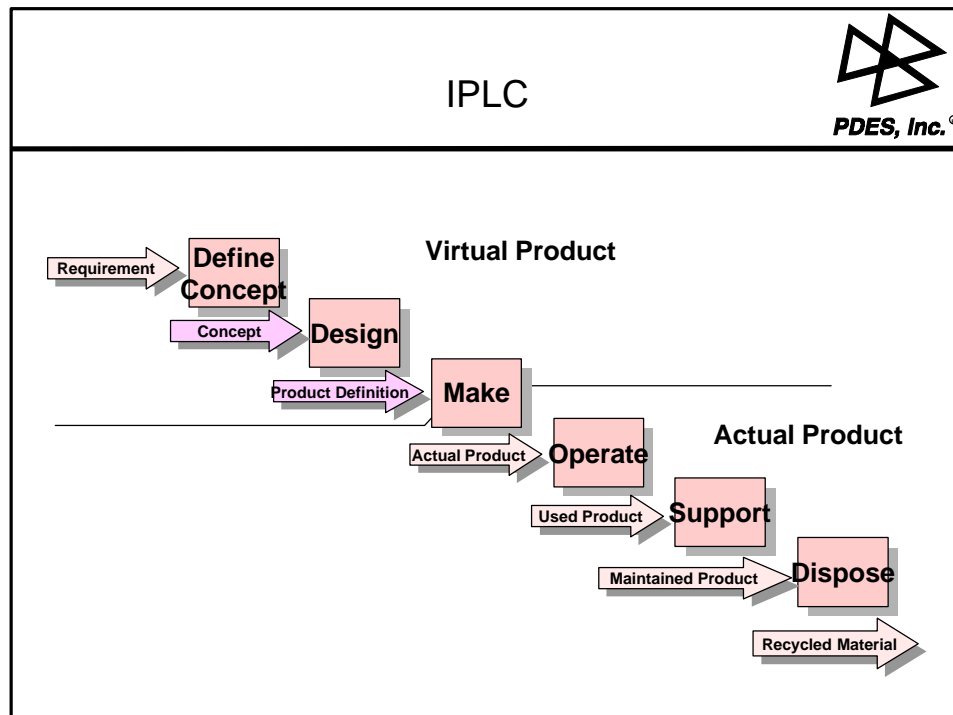 IPLC
PDES, Inc.®
Virtual Product
Requirement
Define
Concept
Concept
Design
Product Definition
Make
Actual Product
Actual Product
Operate
Used Product
Support
Maintained Product
Dispose
Recycled Material